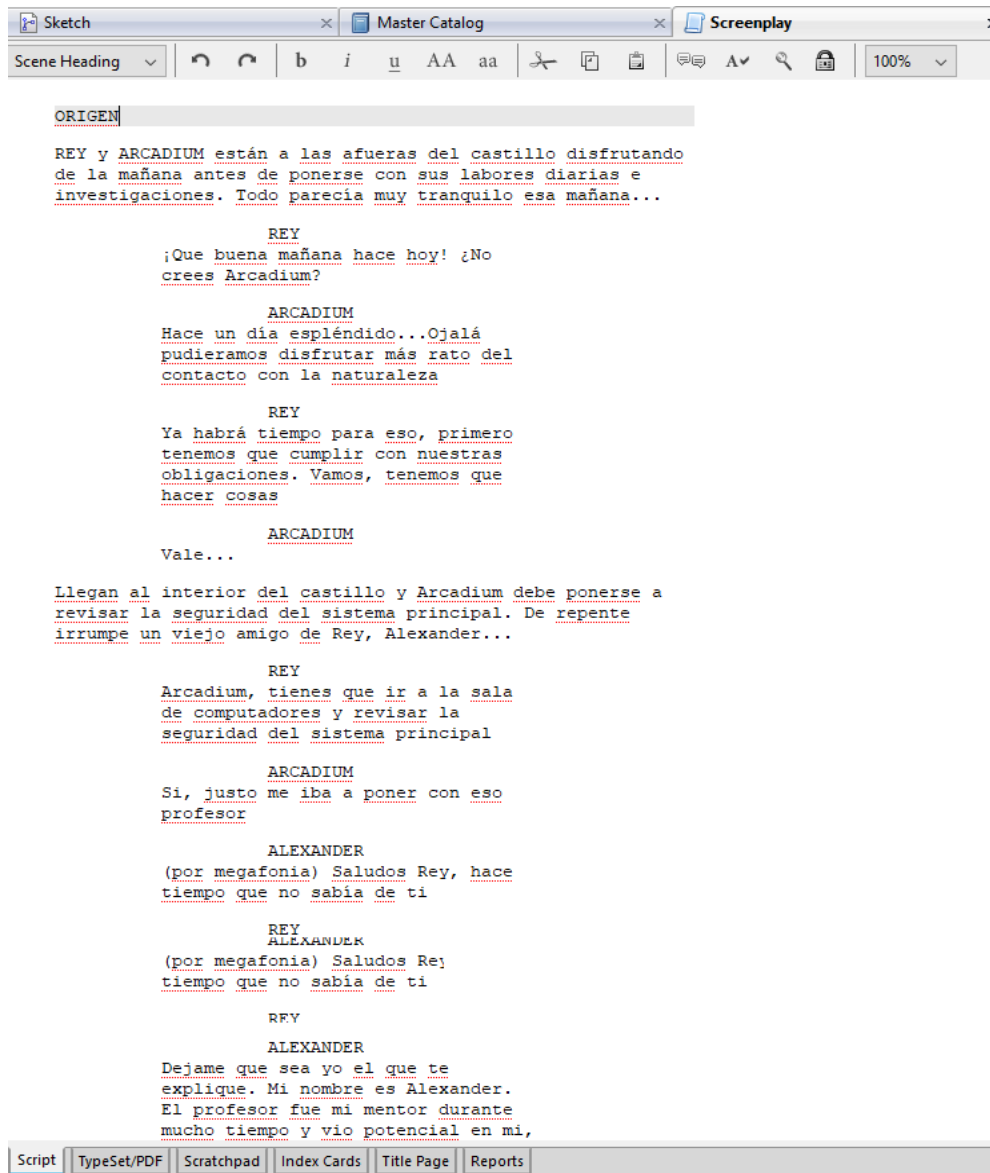 Sketch
Master Catalog
Screenplay
Scene Heading
b i u AA aa
A
100%
ORIGEN
REY y ARCADIUM están a las afueras del castillo disfrutando
de la mañana antes de ponerse con sus labores diarias e
investigaciones. Todo parecía muy tranquilo esa mañana...
REY
¡Que buena mañana hace hoy! ¿No
crees Arcadium?
ARCADIUM
Hace un día espléndido...Ojalá
pudieramos disfrutar más rato del
contacto con la naturaleza
REY
Ya habrá tiempo para eso, primero
tenemos que cumplir con nuestras
obligaciones. Vamos, tenemos que
hacer cosas
ARCADIUM
Vale...
Llegan al interior del castillo y Arcadium debe ponerse a
revisar la seguridad del sistema principal. De repente
irrumpe un viejo amigo de Rey, Alexander...
REY
Arcadium, tienes que ir a la sala
de computadores y revisar la
seguridad del sistema principal
ARCADIUM
Si, justo me iba a poner con eso
profesor
ALEXANDER
(por megafonia) Saludos Rey, hace
tiempo que no sabía de ti
REY
ALEXANDER
(por megafonia) Saludos Rey
tiempo que no sabía de ti
REY
ALEXANDER
Dejame que sea yo el que te
explique. Mi nombre es Alexander.
El profesor fue mi mentor durante
mucho tiempo y vio potencial en mi,
Script TypeSet/PDF Scratchpad Index Cards Title Page Reports